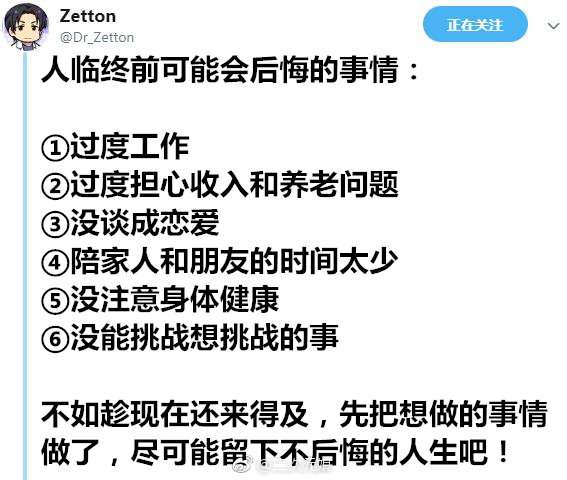 Zetton
@Dr_Zetton
正在关注
人临终前可能会后悔的事情：
①过度工作
②过度担心收入和养老问题
③没谈成恋爱
④陪家人和朋友的时间太少
⑤没注意身体健康
⑥没能挑战想挑战的事
不如趁现在还来得及，先把想做的事情
做了，尽可能留下不后悔的人生吧！